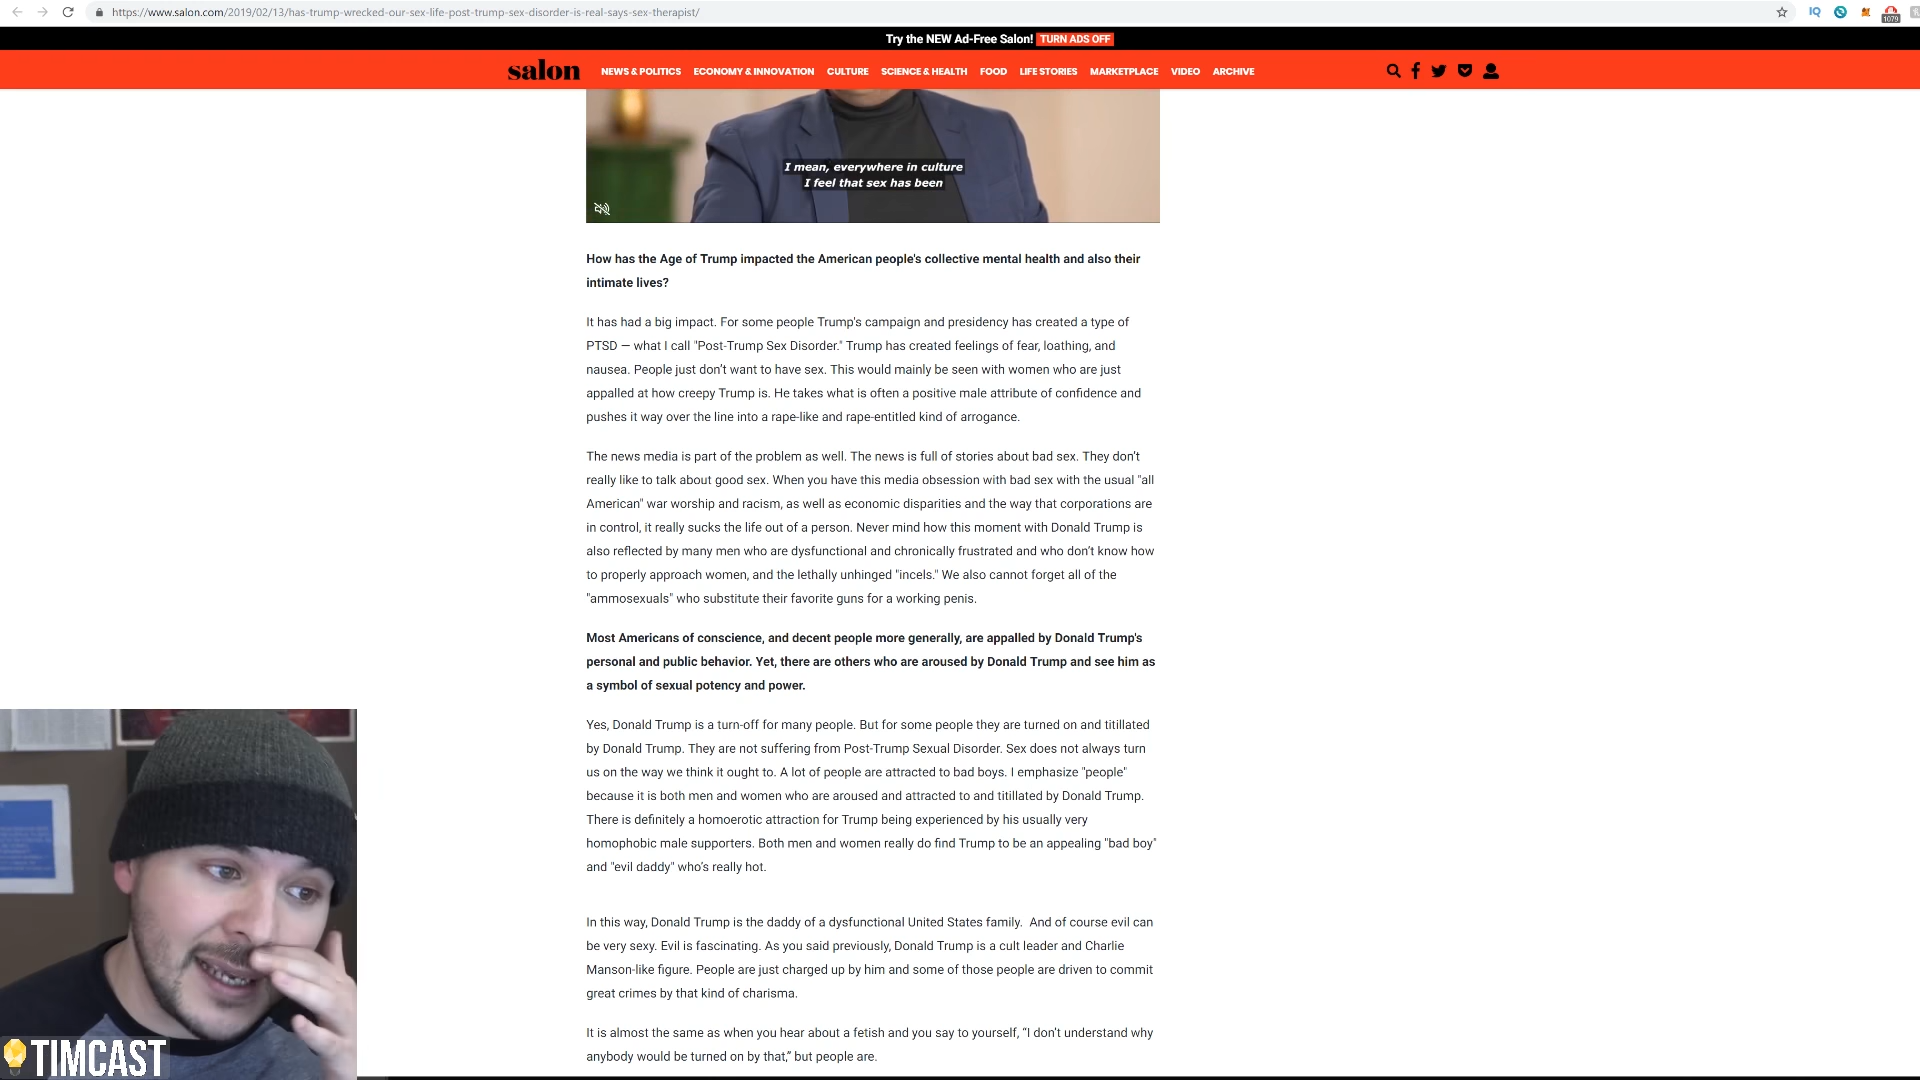 https://www.salon.com/2019/02/13/has-trump-wrecked-our-sex-life-post-trump-sex-disorder-is-real-says-sex-therapist/
IQ
1079
Try the NEW Ad-Free Salon! TURN ADS OFF
salon NEWS & POLITICS ECONOMY & INNOVATION CULTURE SCIENCE & HEALTH FOOD LIFE STORIES MARKETPLACE VIDEO ARCHIVE
I mean, everywhere in culture
I feel that sex has been
How has the Age of Trump impacted the American people's collective mental health and also their
intimate lives?
It has had a big impact. For some people Trump's campaign and presidency has created a type of
PTSD — what I call "Post-Trump Sex Disorder." Trump has created feelings of fear, loathing, and
nausea. People just don’t want to have sex. This would mainly be seen with women who are just
appalled at how creepy Trump is. He takes what is often a positive male attribute of confidence and
pushes it way over the line into a rape-like and rape-entitled kind of arrogance.
The news media is part of the problem as well. The news is full of stories about bad sex. They don’t
really like to talk about good sex. When you have this media obsession with bad sex with the usual "all
American" war worship and racism, as well as economic disparities and the way that corporations are
in control, it really sucks the life out of a person. Never mind how this moment with Donald Trump is
also reflected by many men who are dysfunctional and chronically frustrated and who don’t know how
to properly approach women, and the lethally unhinged "incels." We also cannot forget all of the
"ammosexuals" who substitute their favorite guns for a working penis.
Most Americans of conscience, and decent people more generally, are appalled by Donald Trump's
personal and public behavior. Yet, there are others who are aroused by Donald Trump and see him as
a symbol of sexual potency and power.
Yes, Donald Trump is a turn-off for many people. But for some people they are turned on and titillated
by Donald Trump. They are not suffering from Post-Trump Sexual Disorder. Sex does not always turn
us on the way we think it ought to. A lot of people are attracted to bad boys. I emphasize "people"
because it is both men and women who are aroused and attracted to and titillated by Donald Trump.
There is definitely a homoerotic attraction for Trump being experienced by his usually very
homophobic male supporters. Both men and women really do find Trump to be an appealing "bad boy"
and "evil daddy" who’s really hot.
In this way, Donald Trump is the daddy of a dysfunctional United States family.  And of course evil can
be very sexy. Evil is fascinating. As you said previously, Donald Trump is a cult leader and Charlie
Manson-like figure. People are just charged up by him and some of those people are driven to commit
great crimes by that kind of charisma.
It is almost the same as when you hear about a fetish and you say to yourself, “I don’t understand why
anybody would be turned on by that,” but people are.
TIMCAST